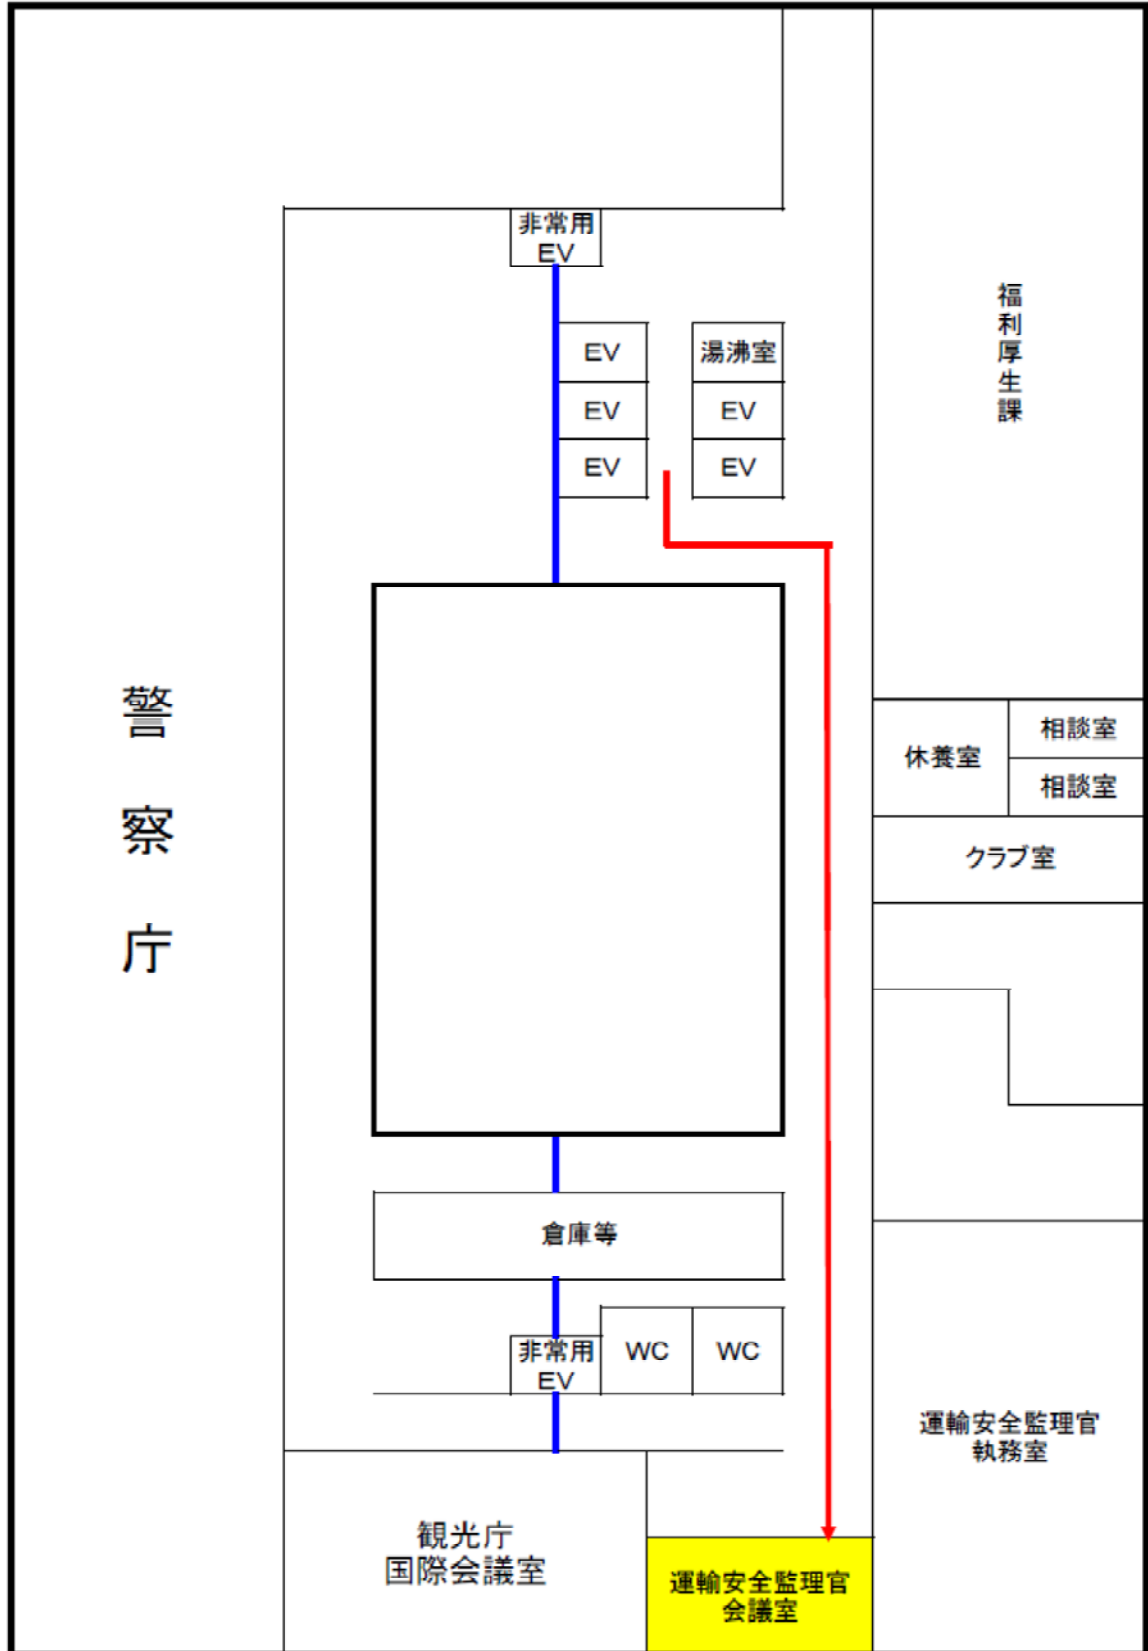 非常用
EV
EV
湯沸室
EV
EV
EV
EV
福利厚生課
警察庁
休養室
相談室
相談室
クラブ室
倉庫等
非常用
EV
WC
WC
運輸安全監理官
執務室
観光庁
国際会議室
運輸安全監理官
会議室